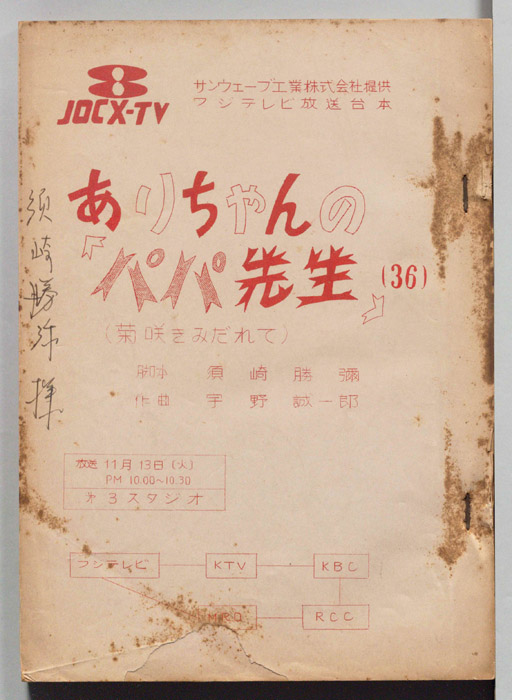 8
JOCX-TV
サンウェーブ工業株式会社提供
フジテレビ放送台本
ありちゃんの
『パパ先生』(36)
(菊咲きみだれて)
脚本 須崎勝彌
作曲 宇野誠一郎
須崎勝弥 様
放送 11月13日(火)
PM 10.00~10.30
オ3スタジオ
フジテレビ KTV KBC
RCC